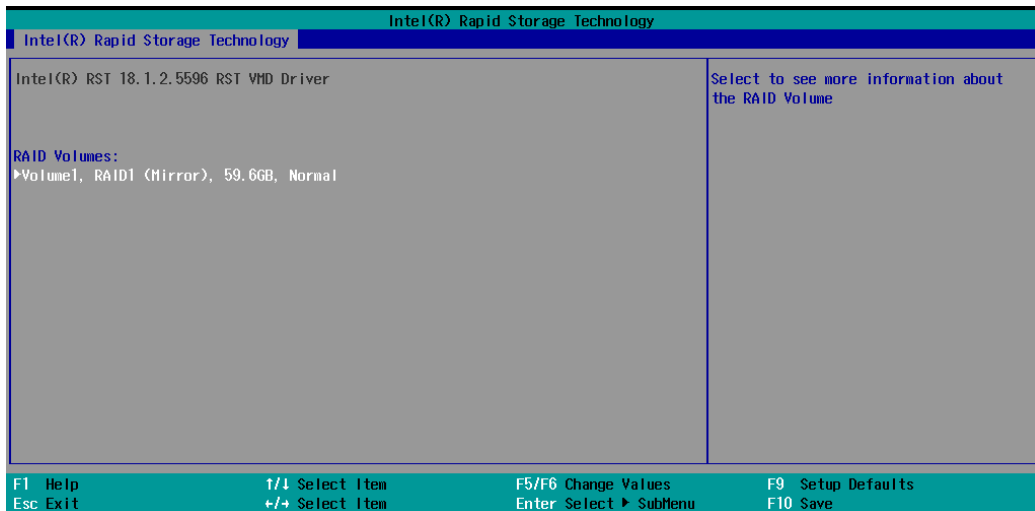 Intel(R) Rapid Storage Technology
Intel(R) Rapid Storage Technology
Intel(R) RST 18.1.2.5596 RST VMD Driver
RAID Volumes:
▶Volume1, RAID1 (Mirror), 59.6GB, Normal
Select to see more information about
the RAID Volume
F1 Help ↑/↓ Select Item F5/F6 Change Values F9 Setup Defaults
Esc Exit ←/→ Select Item Enter Select ▶ SubMenu F10 Save